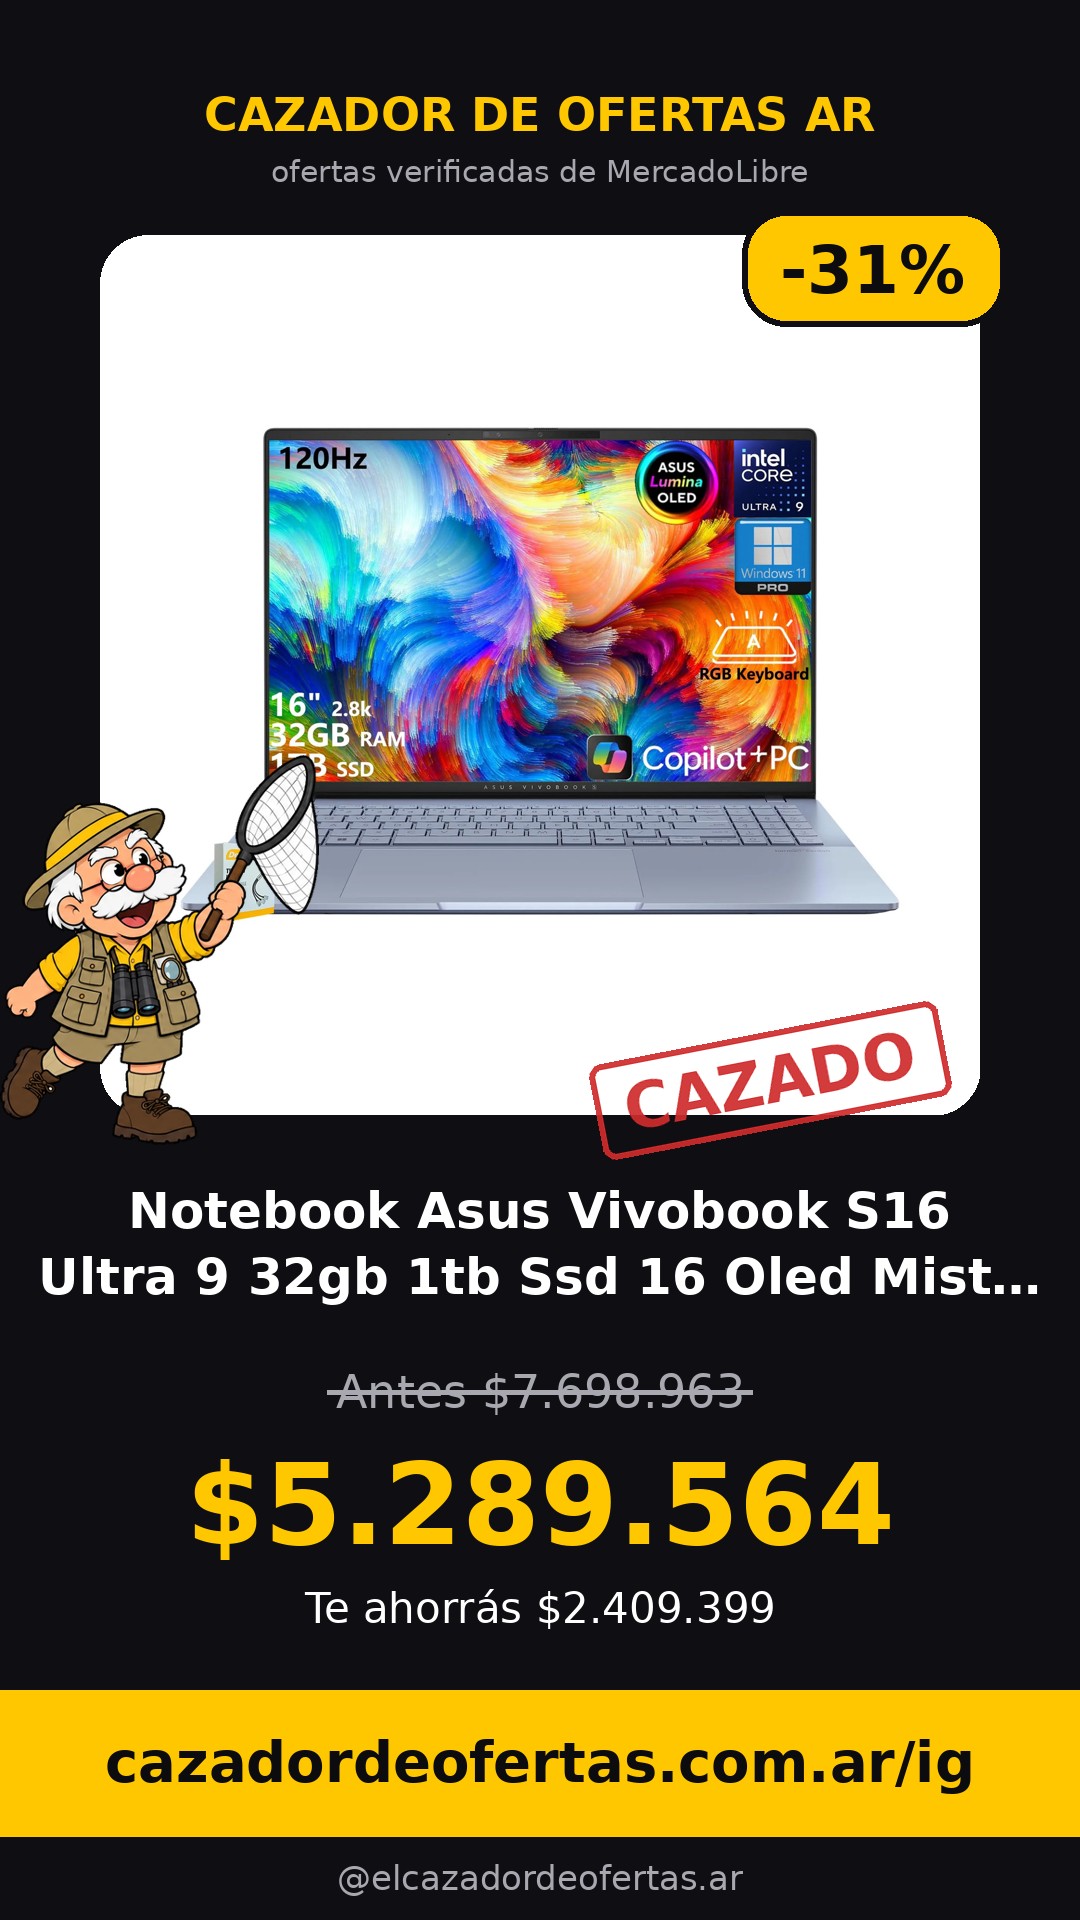 CAZADOR DE OFERTAS AR
ofertas verificadas de MercadoLibre
-31%
120Hz
ASUS
Lumina
OLED
intel
CORE
ULTRA 9
Windows 11
PRO
A
RGB Keyboard
16" 2.8k
32GB RAM
1TB SSD
Copilot+PC
ASUS VIVOBOOK S
CAZADO
Notebook Asus Vivobook S16
Ultra 9 32gb 1tb Ssd 16 Oled Mist...
Antes $7.698.963
$5.289.564
Te ahorrás $2.409.399
cazadordeofertas.com.ar/ig
@elcazadordeofertas.ar